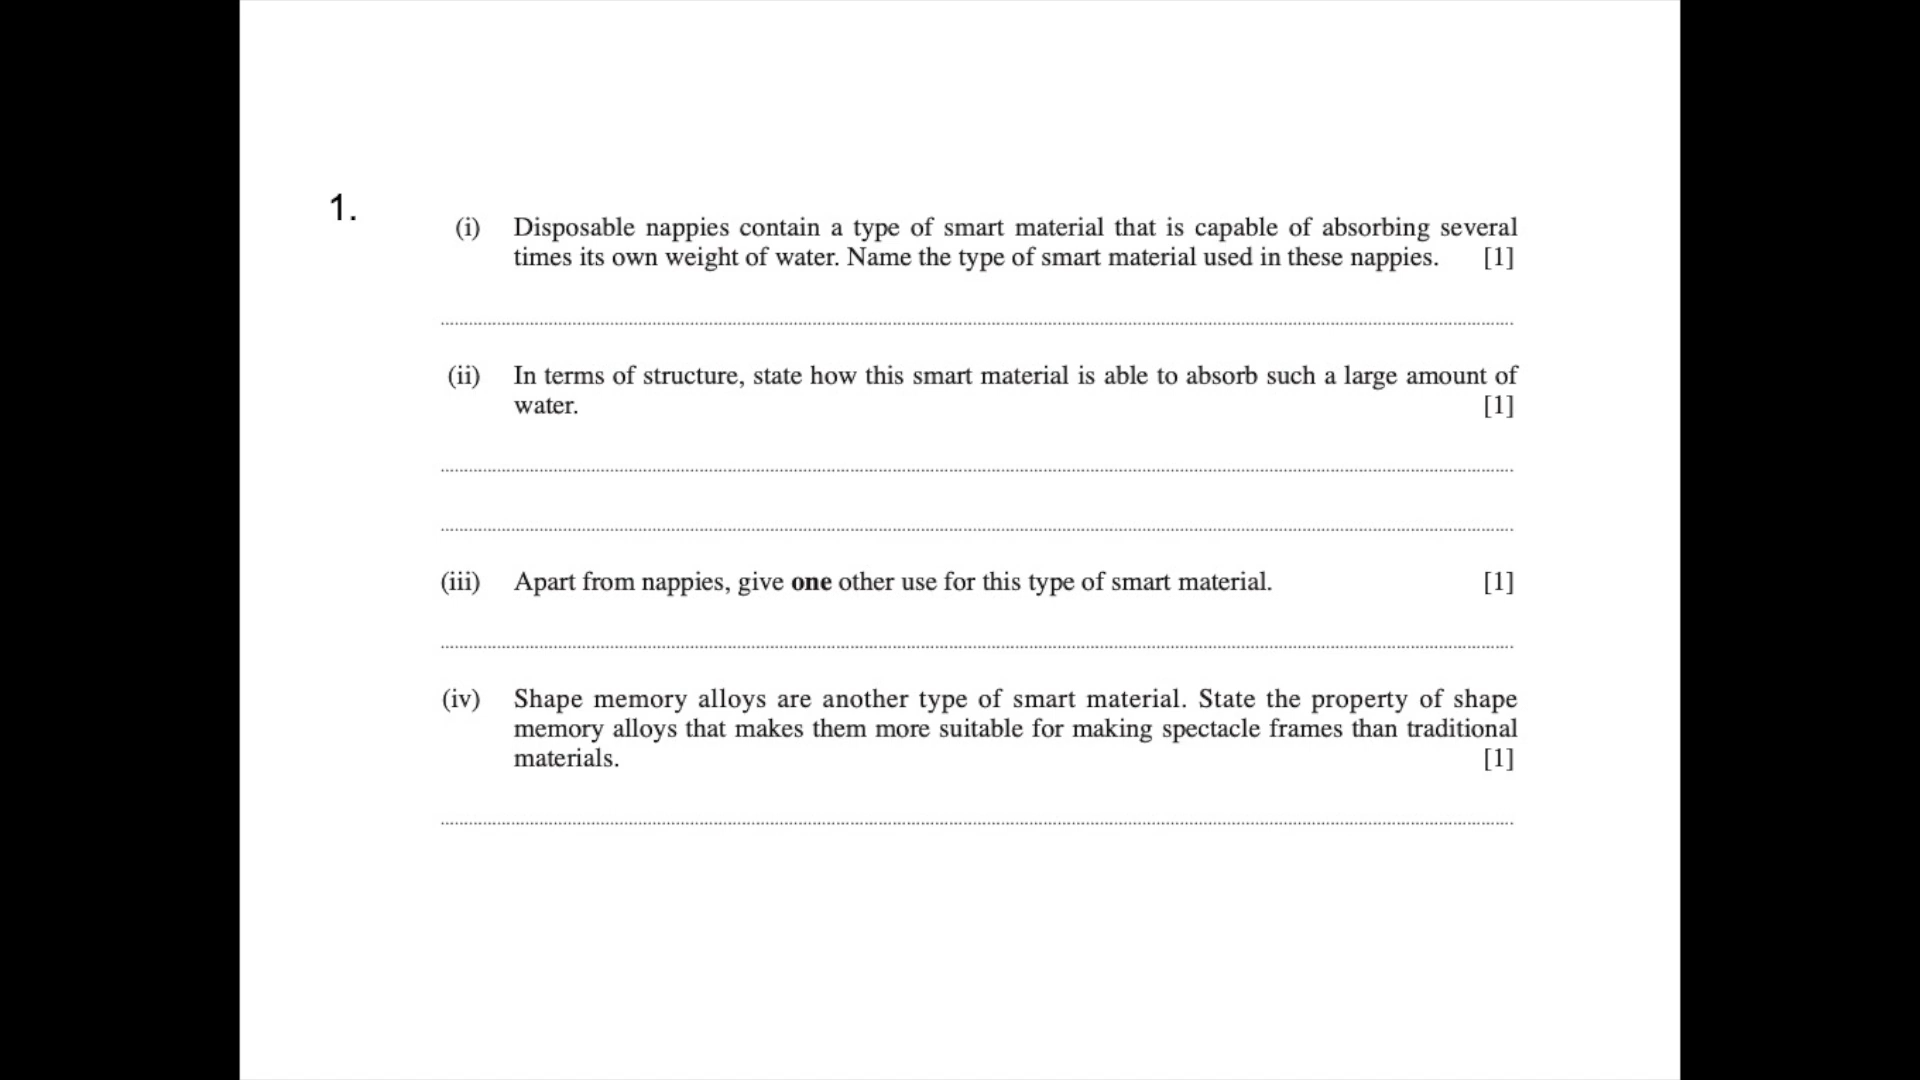 1.
(i) Disposable nappies contain a type of smart material that is capable of absorbing several
times its own weight of water. Name the type of smart material used in these nappies. [1]
(ii) In terms of structure, state how this smart material is able to absorb such a large amount of
water. [1]
(iii) Apart from nappies, give one other use for this type of smart material. [1]
(iv) Shape memory alloys are another type of smart material. State the property of shape
memory alloys that makes them more suitable for making spectacle frames than traditional
materials. [1]